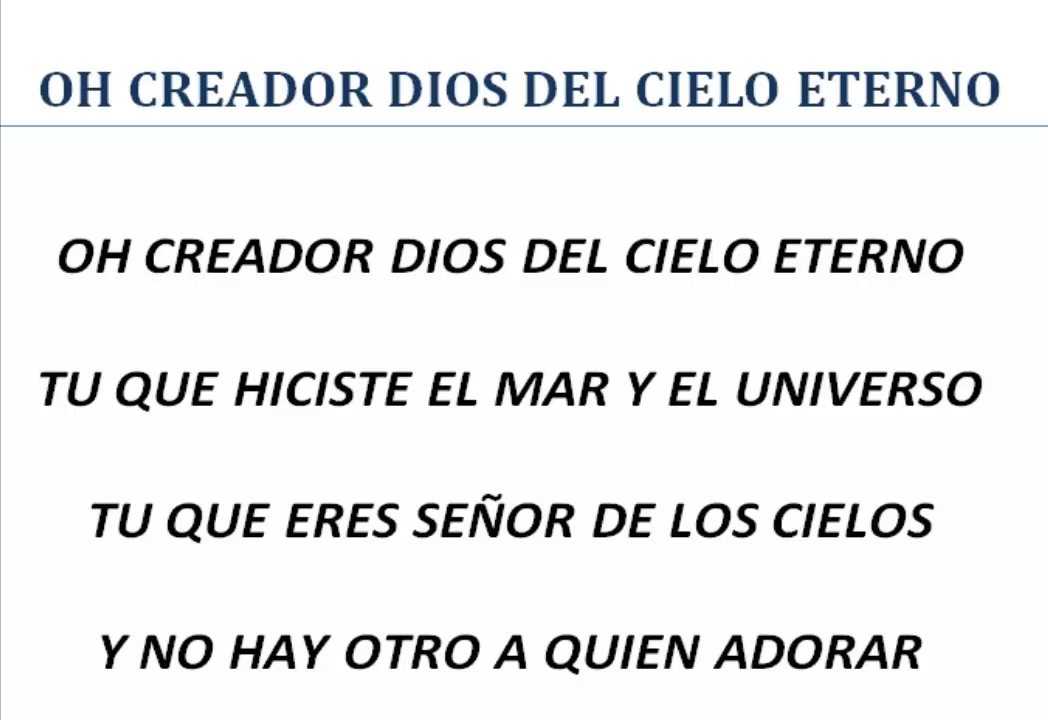 OH CREADOR DIOS DEL CIELO ETERNO
OH CREADOR DIOS DEL CIELO ETERNO
TU QUE HICISTE EL MAR Y EL UNIVERSO
TU QUE ERES SEÑOR DE LOS CIELOS
Y NO HAY OTRO A QUIEN ADORAR